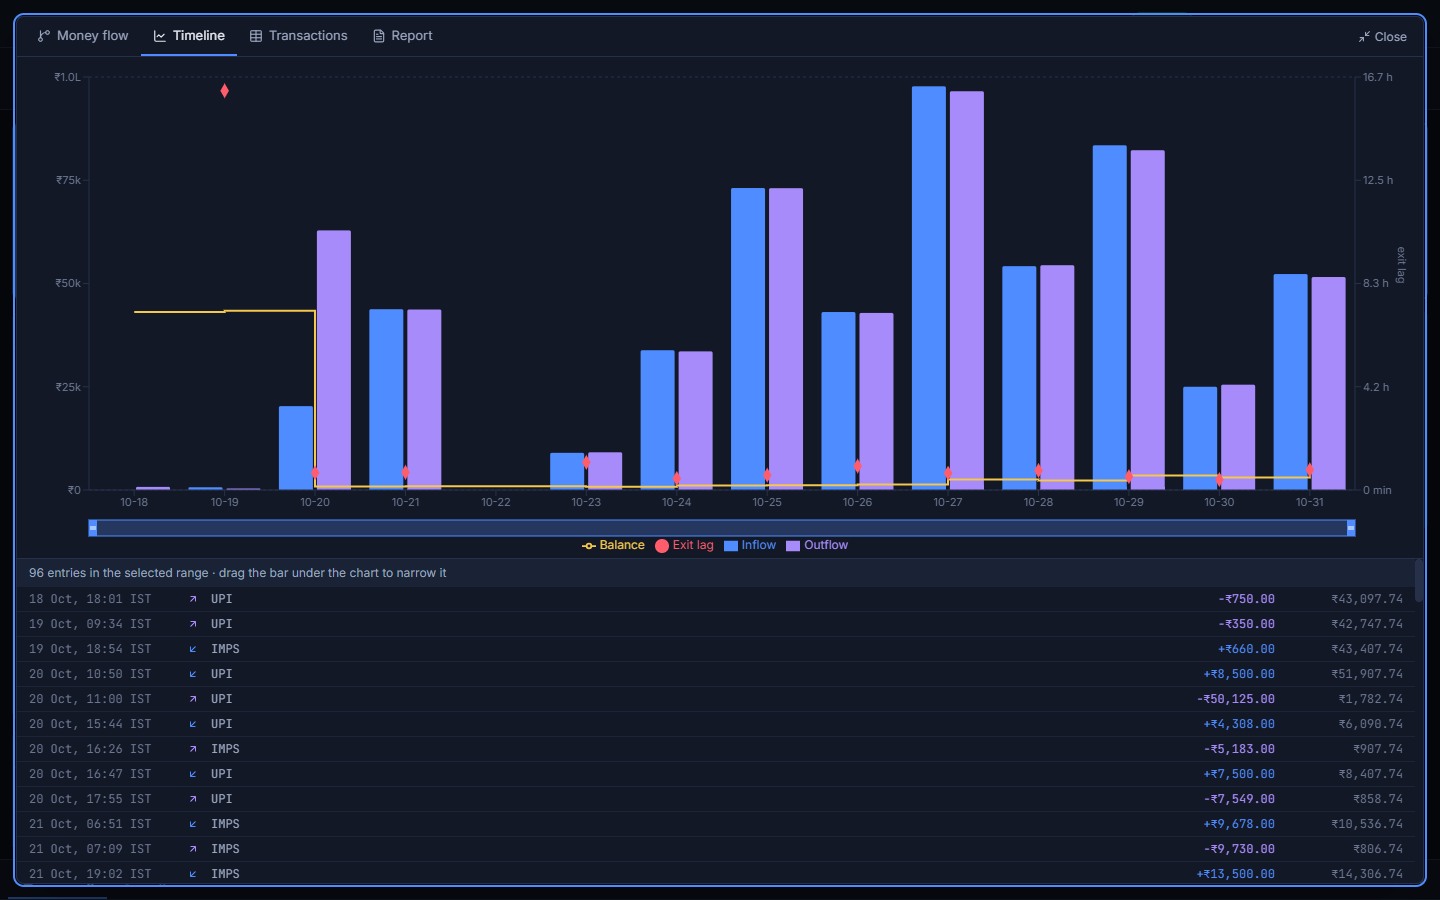 Money flow Timeline Transactions Report Close
₹1.0L 16.7 h
₹75k 12.5 h
₹50k 8.3 h
exit lag
₹25k 4.2 h
₹0 0 min
10-18 10-19 10-20 10-21 10-22 10-23 10-24 10-25 10-26 10-27 10-28 10-29 10-30 10-31
Balance Exit lag Inflow Outflow
96 entries in the selected range · drag the bar under the chart to narrow it
18 Oct, 18:01 IST UPI -₹750.00 ₹43,097.74
19 Oct, 09:34 IST UPI -₹350.00 ₹42,747.74
19 Oct, 18:54 IST IMPS +₹660.00 ₹43,407.74
20 Oct, 10:50 IST UPI +₹8,500.00 ₹51,907.74
20 Oct, 11:00 IST UPI -₹50,125.00 ₹1,782.74
20 Oct, 15:44 IST UPI +₹4,308.00 ₹6,090.74
20 Oct, 16:26 IST IMPS -₹5,183.00 ₹907.74
20 Oct, 16:47 IST UPI +₹7,500.00 ₹8,407.74
20 Oct, 17:55 IST UPI -₹7,549.00 ₹858.74
21 Oct, 06:51 IST IMPS +₹9,678.00 ₹10,536.74
21 Oct, 07:09 IST IMPS -₹9,730.00 ₹806.74
21 Oct, 19:02 IST IMPS +₹13,500.00 ₹14,306.74